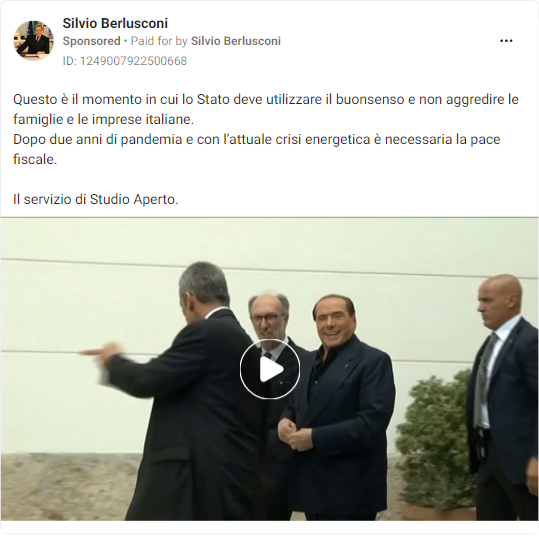 Silvio Berlusconi
Sponsored • Paid for by Silvio Berlusconi
ID: 1249007922500668
Questo è il momento in cui lo Stato deve utilizzare il buonsenso e non aggredire le
famiglie e le imprese italiane.
Dopo due anni di pandemia e con l'attuale crisi energetica è necessaria la pace
fiscale.
Il servizio di Studio Aperto.